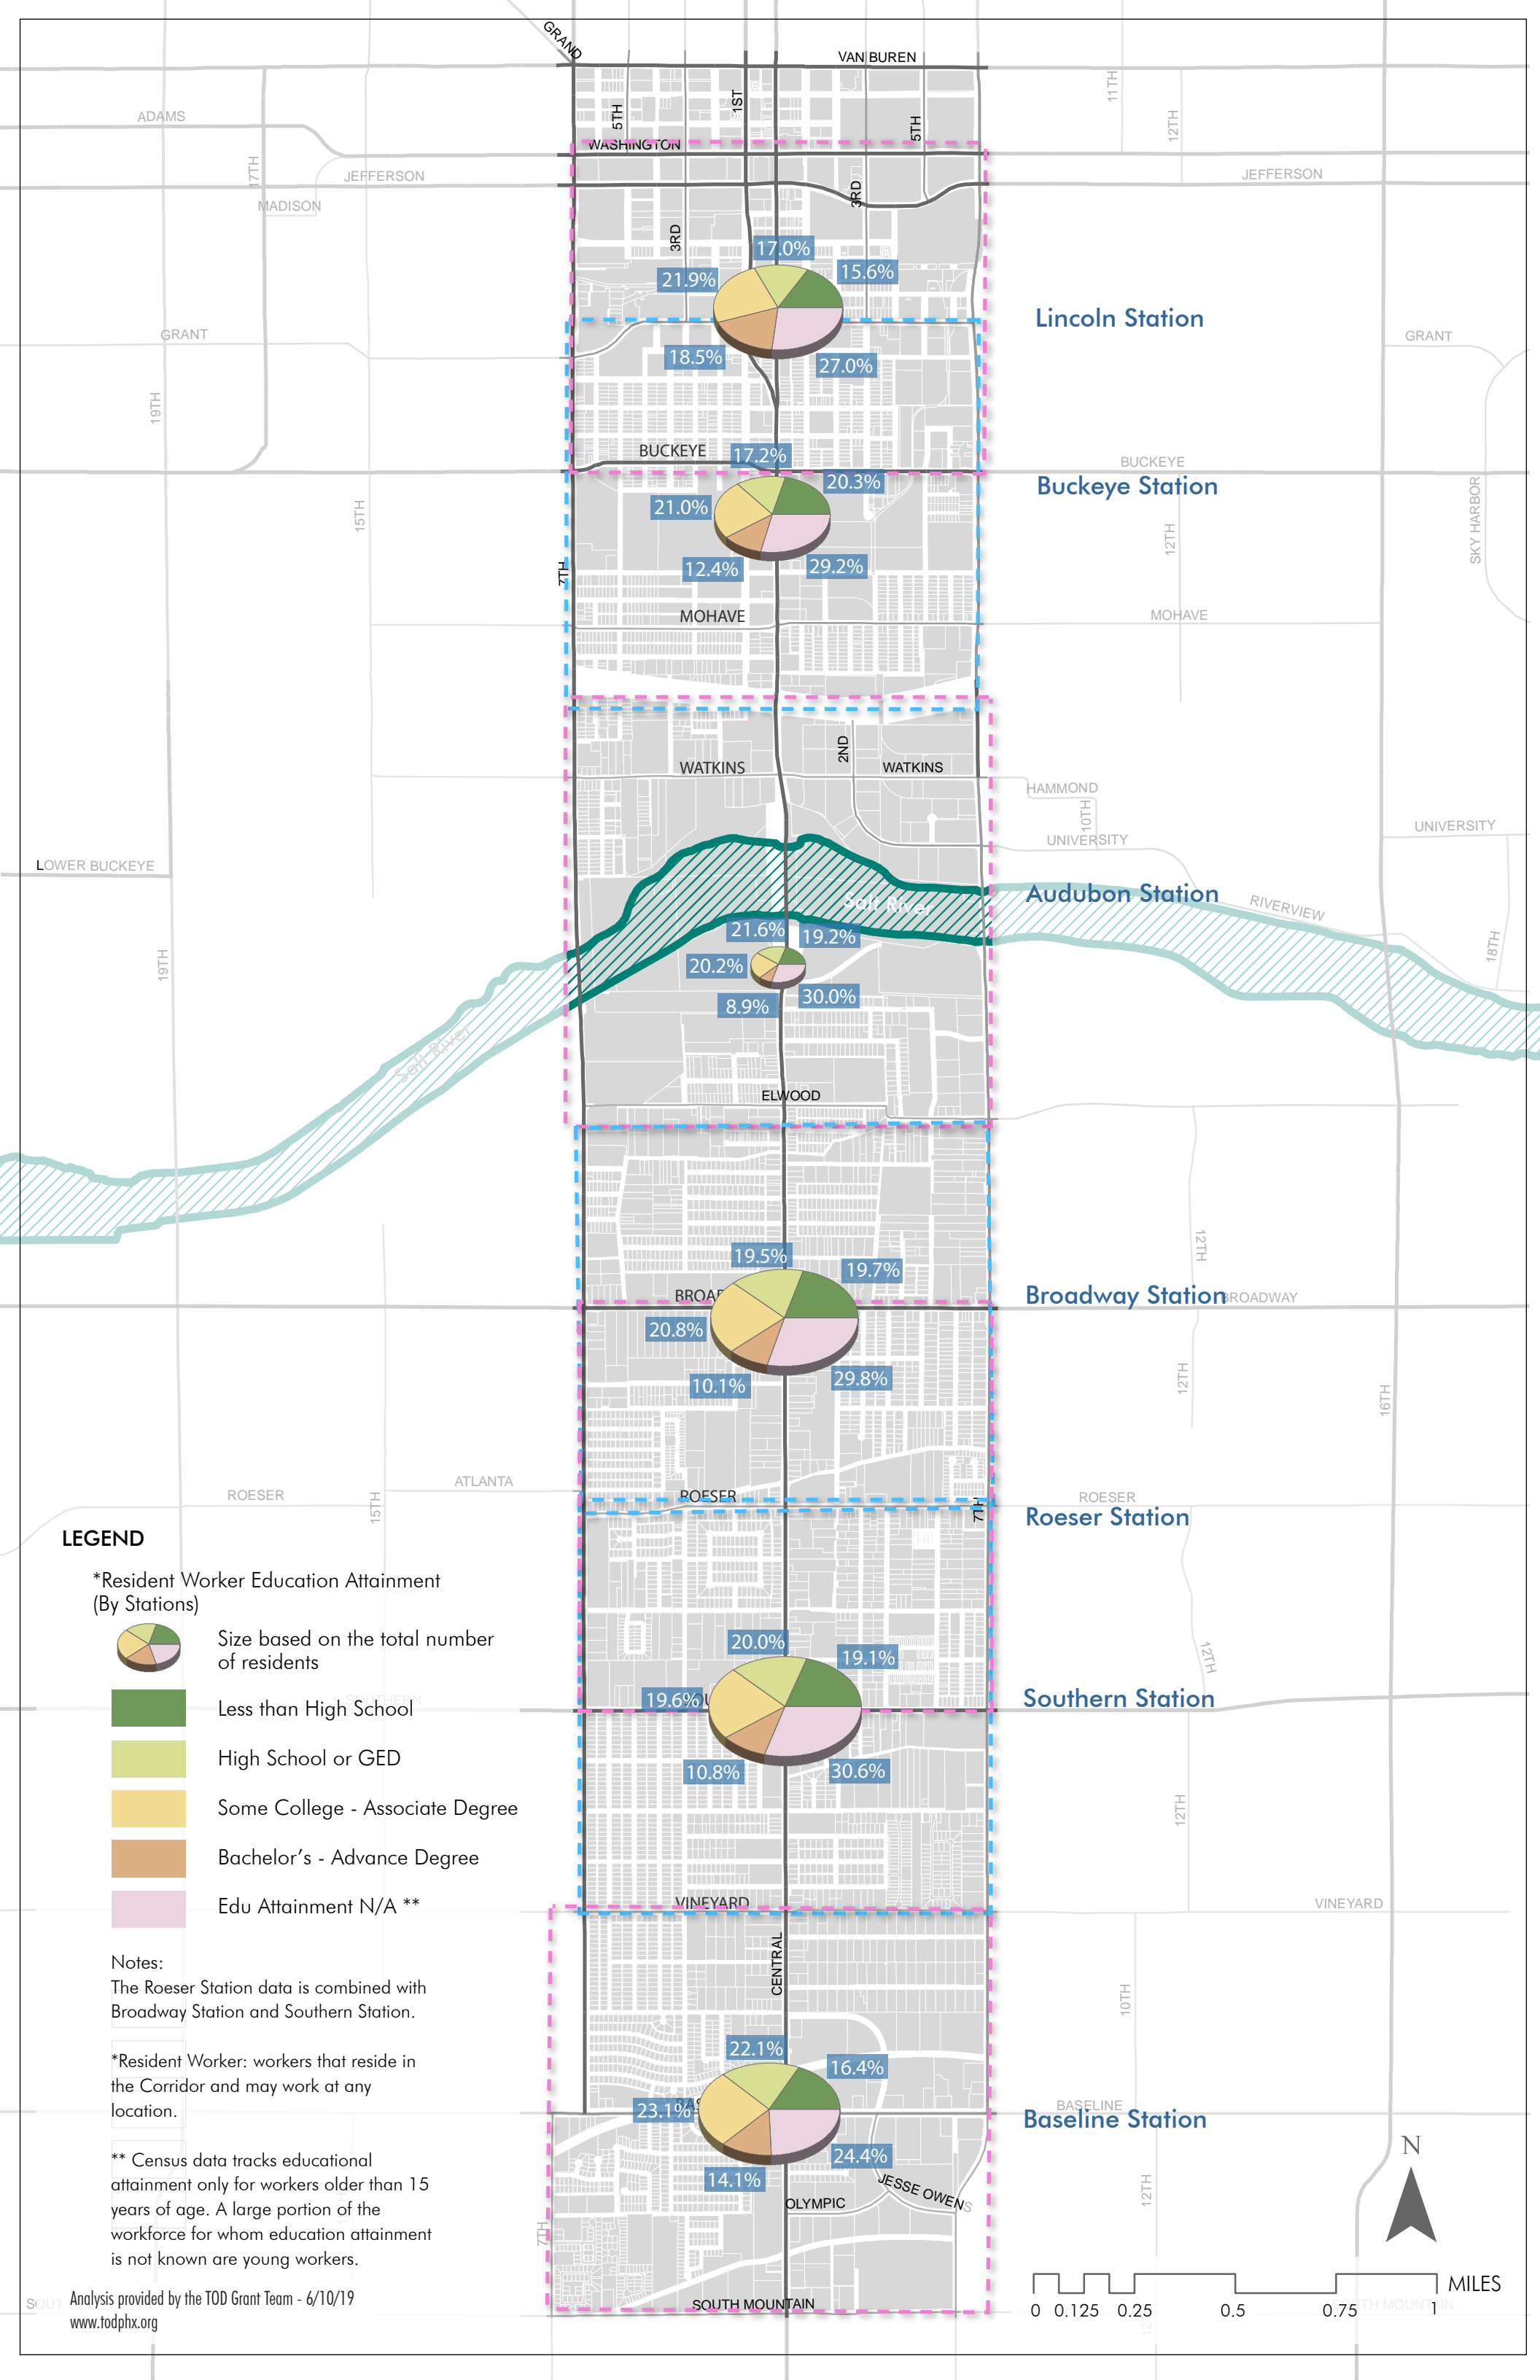 GRAND
VAN BUREN
11TH
12TH
5TH
1ST
5TH
ADAMS
WASHINGTON
17TH
JEFFERSON
JEFFERSON
MADISON
3RD
3RD
17.0%
15.6%
21.9%
18.5%
27.0%
Lincoln Station
GRANT
GRANT
19TH
BUCKEYE
17.2%
BUCKEYE
20.3%
Buckeye Station
21.0%
12.4%
29.2%
15TH
12TH
SKY HARBOR
7TH
MOHAVE
MOHAVE
2ND
WATKINS
WATKINS
HAMMOND
10TH
UNIVERSITY
UNIVERSITY
LOWER BUCKEYE
Salt River
Audubon Station
RIVERVIEW
18TH
19TH
21.6%
19.2%
20.2%
8.9%
30.0%
Salt River
ELWOOD
12TH
19.5%
19.7%
BROAD
Broadway Station
BROADWAY
20.8%
10.1%
29.8%
12TH
16TH
ATLANTA
ROESER
ROESER
ROESER
15TH
7TH
Roeser Station
LEGEND
*Resident Worker Education Attainment
(By Stations)
Size based on the total number
of residents
Less than High School
High School or GED
Some College - Associate Degree
Bachelor's - Advance Degree
Edu Attainment N/A **
20.0%
19.1%
19.6%
10.8%
30.6%
12TH
Southern Station
12TH
VINEYARD
VINEYARD
CENTRAL
10TH
Notes:
The Roeser Station data is combined with
Broadway Station and Southern Station.
*Resident Worker: workers that reside in
the Corridor and may work at any
location.
** Census data tracks educational
attainment only for workers older than 15
years of age. A large portion of the
workforce for whom education attainment
is not known are young workers.
22.1%
16.4%
23.1%
14.1%
24.4%
BASELINE
Baseline Station
JESSE OWENS
OLYMPIC
7TH
12TH
N
SOUTH MOUNTAIN
SOUTH MOUNTAIN
Analysis provided by the TOD Grant Team - 6/10/19
www.todphx.org
MILES
0 0.125 0.25 0.5 0.75 1